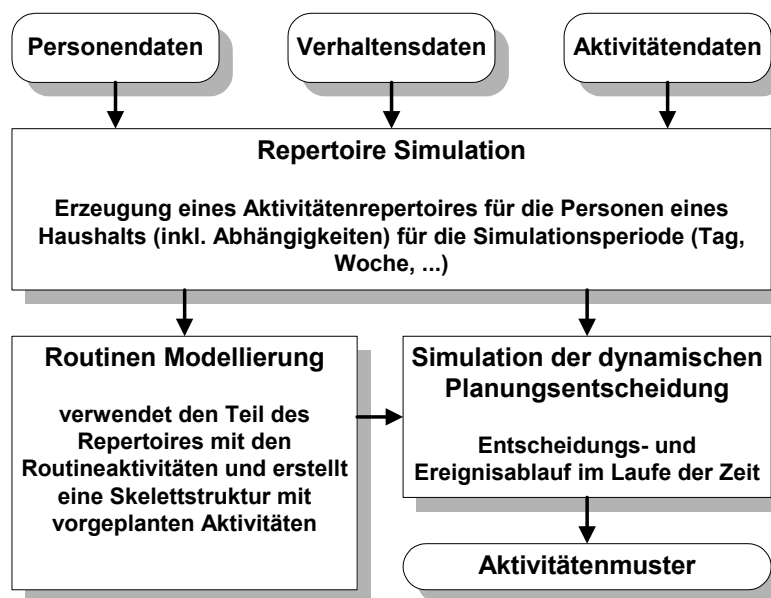 Personendaten
Verhaltensdaten
Aktivitätendaten
Repertoire Simulation
Erzeugung eines Aktivitätenrepertoires für die Personen eines
Haushalts (inkl. Abhängigkeiten) für die Simulationsperiode (Tag,
Woche, ...)
Routinen Modellierung
verwendet den Teil des
Repertoires mit den
Routineaktivitäten und erstellt
eine Skelettstruktur mit
vorgeplanten Aktivitäten
Simulation der dynamischen
Planungsentscheidung
Entscheidungs- und
Ereignisablauf im Laufe der Zeit
Aktivitätenmuster